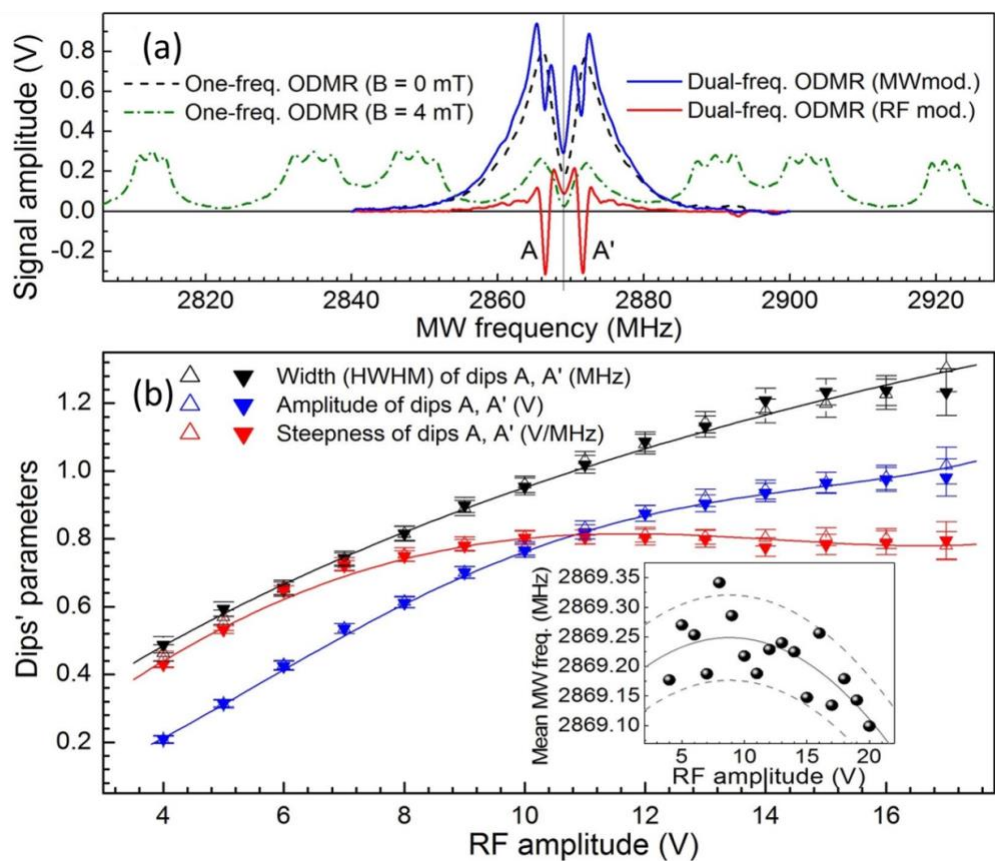 (a)
One-freq. ODMR (B = 0 mT)
One-freq. ODMR (B = 4 mT)
Dual-freq. ODMR (MWmod.)
Dual-freq. ODMR (RF mod.)
Signal amplitude (V)
0.8
0.6
0.4
0.2
0.0
-0.2
A
A'
2820
2840
2860
2880
2900
2920
MW frequency (MHz)
(b)
Width (HWHM) of dips A, A' (MHz)
Amplitude of dips A, A' (V)
Steepness of dips A, A' (V/MHz)
Dips' parameters
1.2
1.0
0.8
0.6
0.4
0.2
Mean MW freq. (MHz)
2869.35
2869.30
2869.25
2869.20
2869.15
2869.10
5
10
15
20
RF amplitude (V)
4
6
8
10
12
14
16
RF amplitude (V)